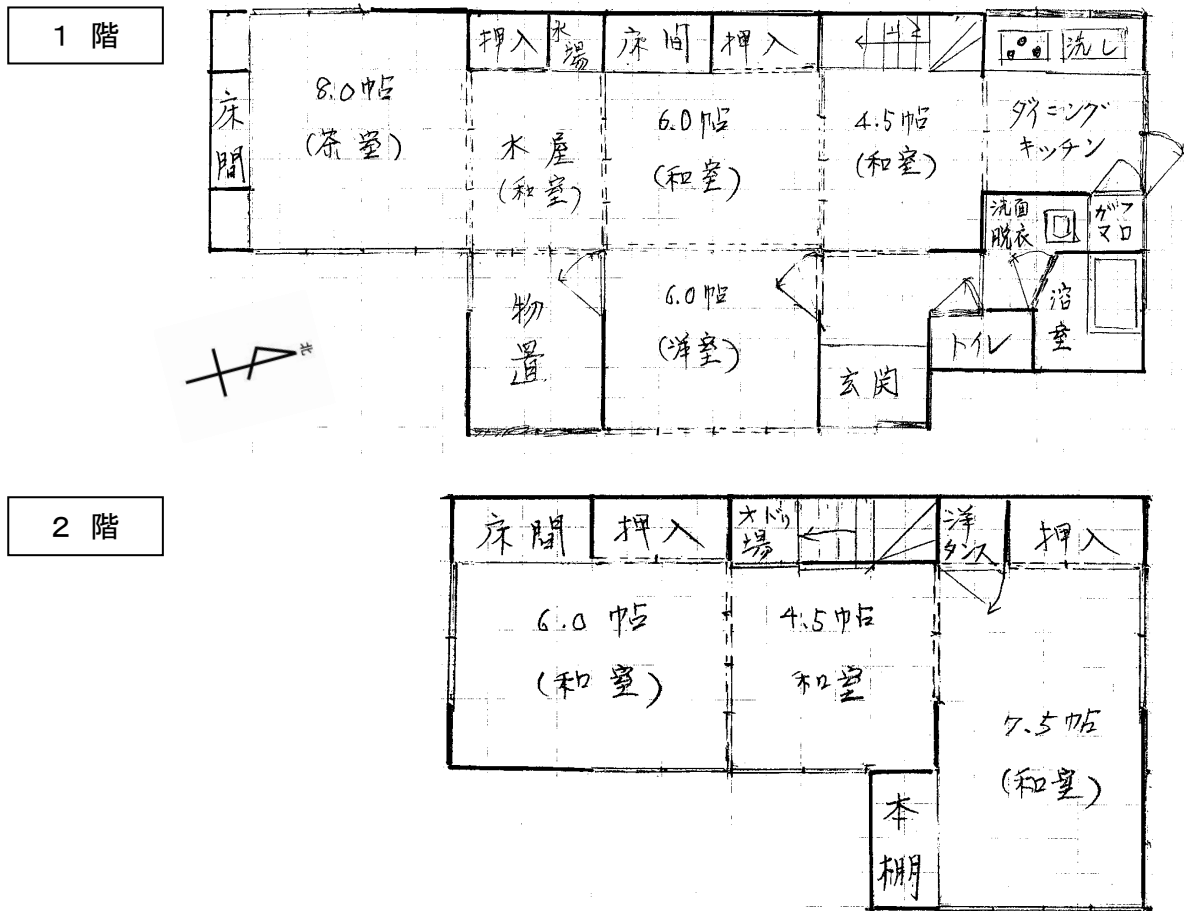 1 階
押入
水
場
床 間
押 入
洗し
8.0帖
(茶室)
床
間
水 屋
(和室)
6.0帖
(和室)
4.5帖
(和室)
ダイニング
キッチン
洗面
脱衣
ガマ
フロ
物
置
6.0帖
(洋室)
玄関
トイレ
浴
室
北
2 階
床 間
押 入
オドリ
場
洋
タンス
押 入
6.0 帖
(和 室)
4.5帖
和室
7.5帖
(和室)
本
棚